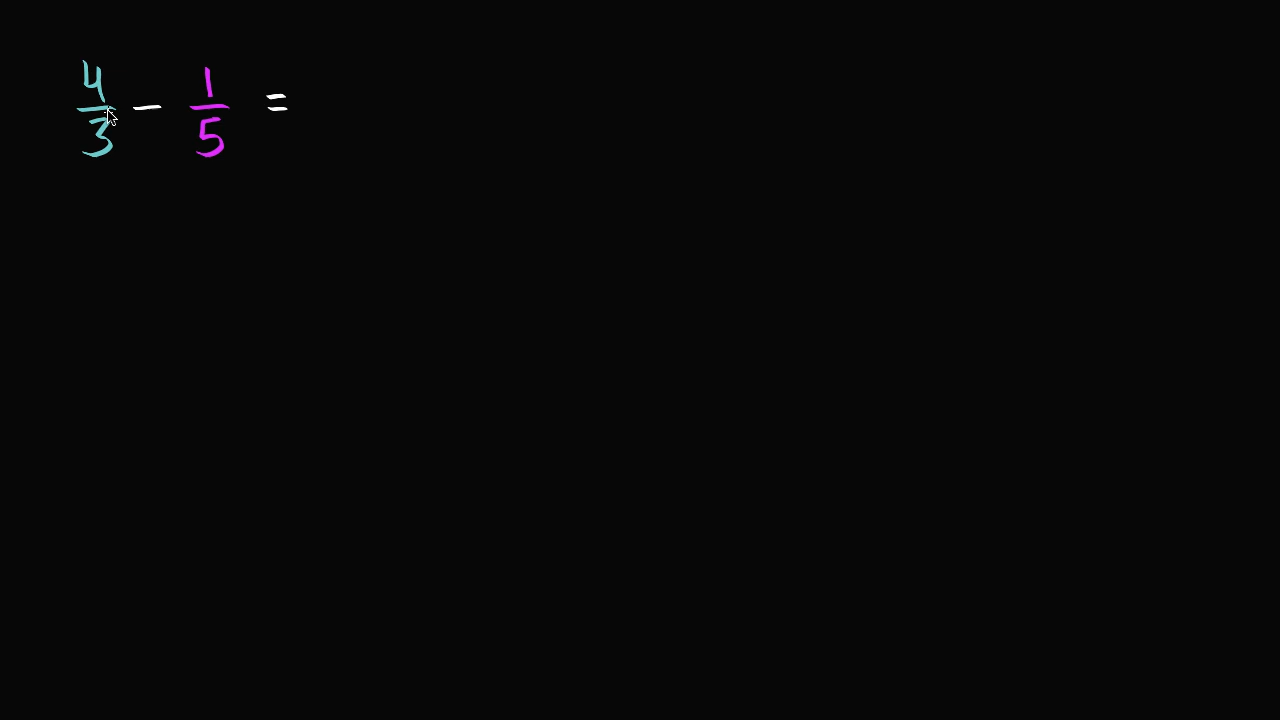 4/3 - 1/5 =